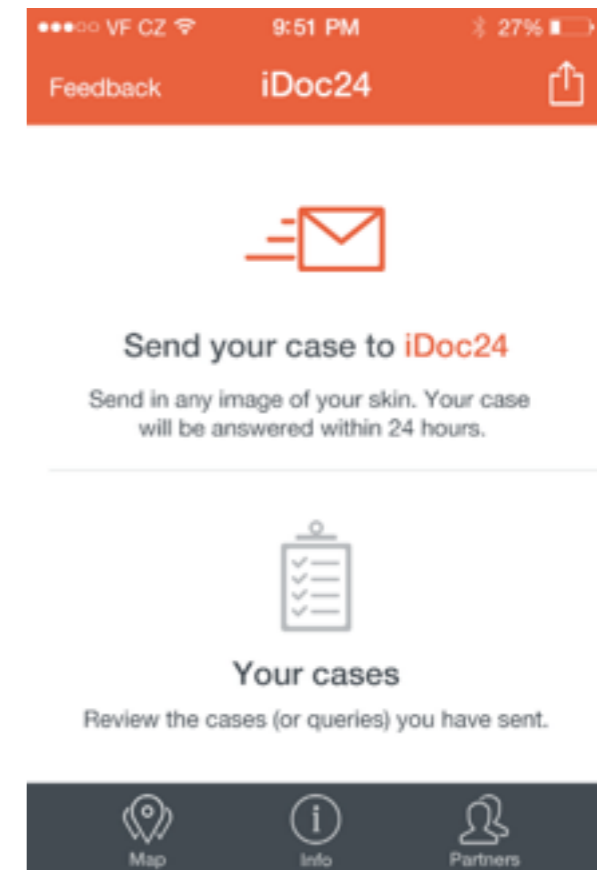 VF CZ 9:51 PM 27%
Feedback iDoc24
Send your case to iDoc24
Send in any image of your skin. Your case
will be answered within 24 hours.
Your cases
Review the cases (or queries) you have sent.
Map Info Partners